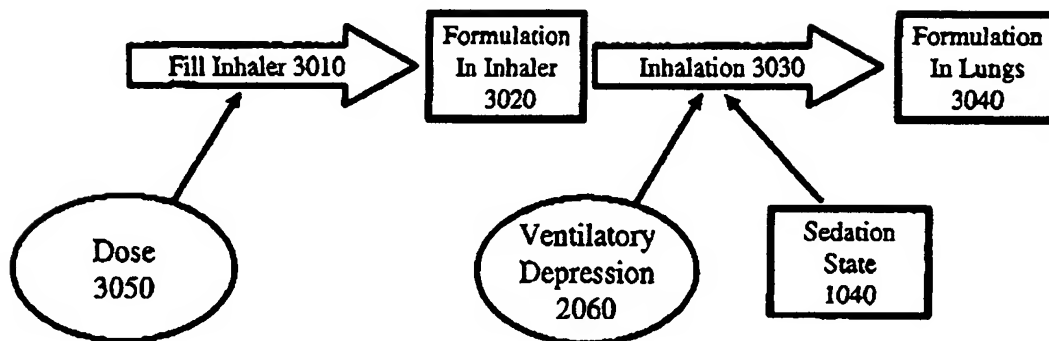 Fill Inhaler 3010
Formulation
In Inhaler
3020
Inhalation 3030
Formulation
In Lungs
3040
Dose
3050
Ventilatory
Depression
2060
Sedation
State
1040